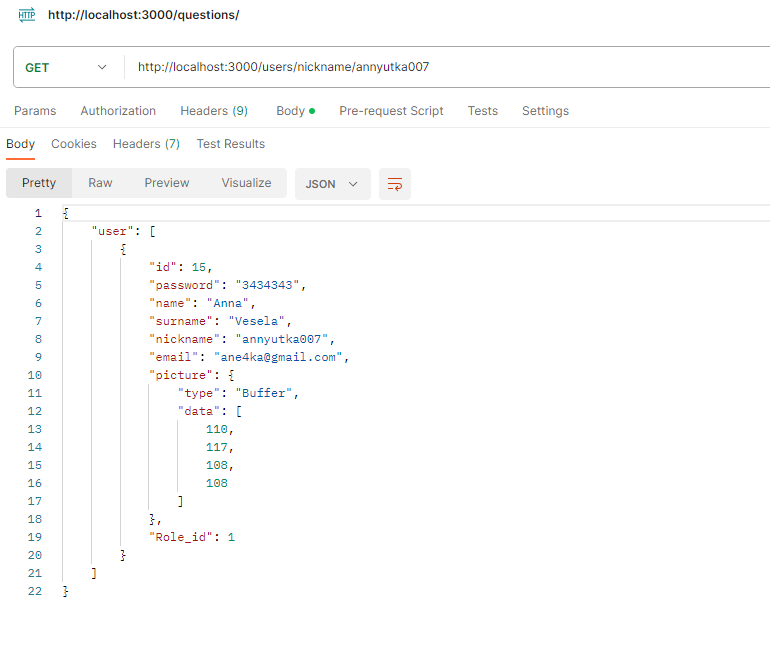 HTTP http://localhost:3000/questions/
GET http://localhost:3000/users/nickname/annyutka007
Params Authorization Headers (9) Body Pre-request Script Tests Settings
Body Cookies Headers (7) Test Results
Pretty Raw Preview Visualize JSON
1 {
2 "user": [
3 {
4 "id": 15,
5 "password": "3434343",
6 "name": "Anna",
7 "surname": "Vesela",
8 "nickname": "annyutka007",
9 "email": "ane4ka@gmail.com",
10 "picture": {
11 "type": "Buffer",
12 "data": [
13 110,
14 117,
15 108,
16 108
17 ]
18 },
19 "Role_id": 1
20 }
21 ]
22 }